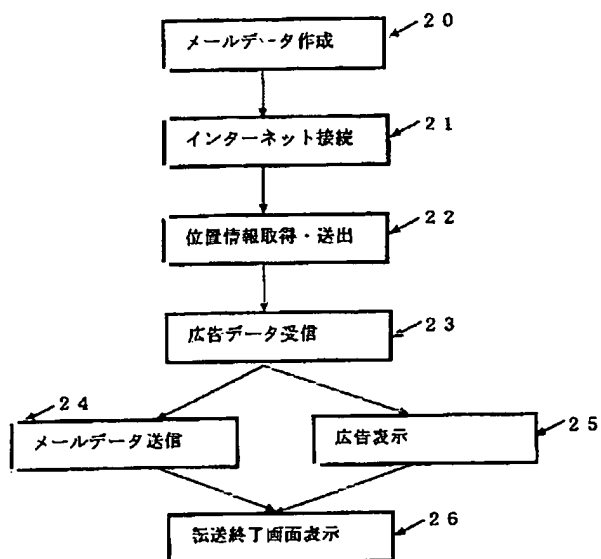 20
メールデータ作成
21
インターネット接続
22
位置情報取得・送出
23
広告データ受信
24
メールデータ送信
25
広告表示
26
転送終了画面表示